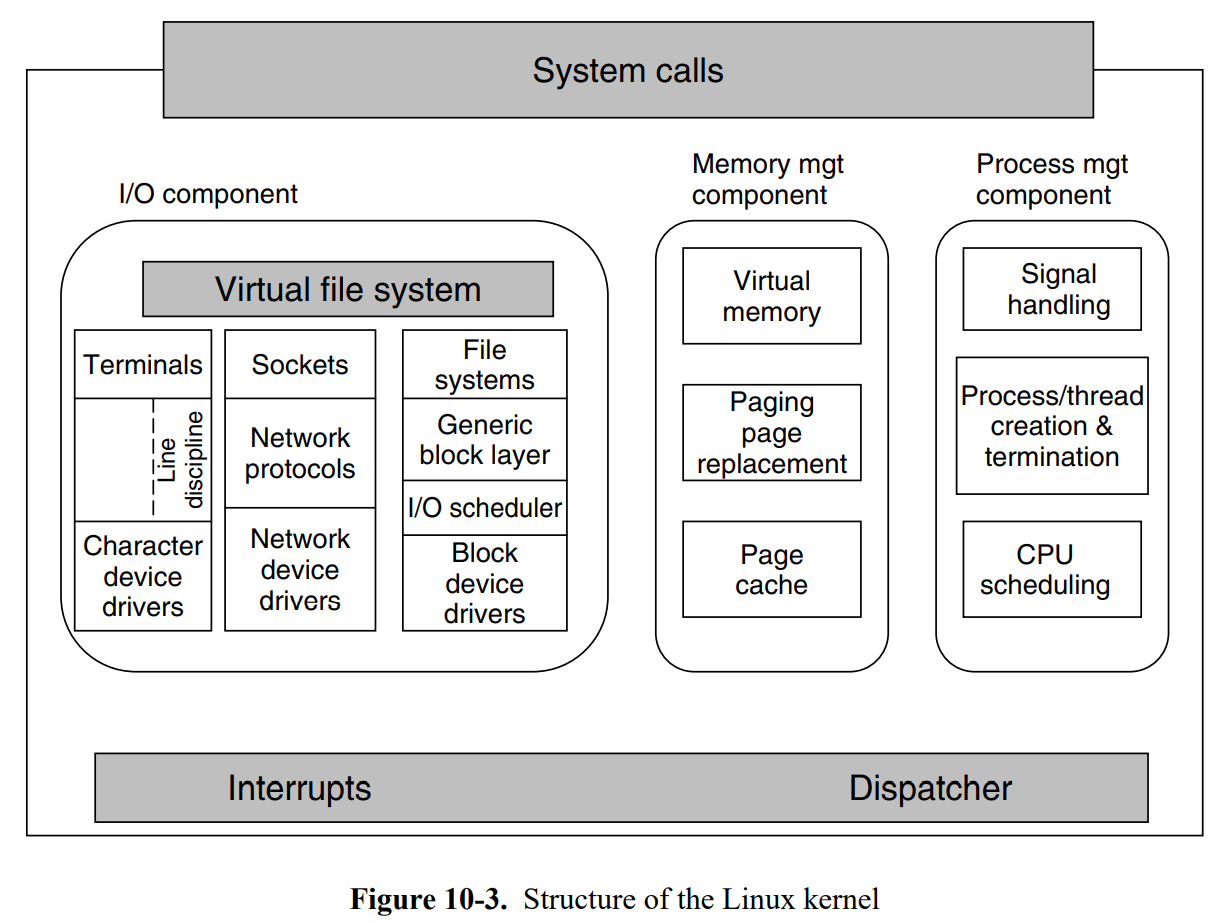 System calls
I/O component
Memory mgt
component
Process mgt
component
Virtual file system
Terminals
Line
discipline
Character
device
drivers
Sockets
Network
protocols
Network
device
drivers
File
systems
Generic
block layer
I/O scheduler
Block
device
drivers
Virtual
memory
Paging
page
replacement
Page
cache
Signal
handling
Process/thread
creation &
termination
CPU
scheduling
Interrupts
Dispatcher
Figure 10-3. Structure of the Linux kernel